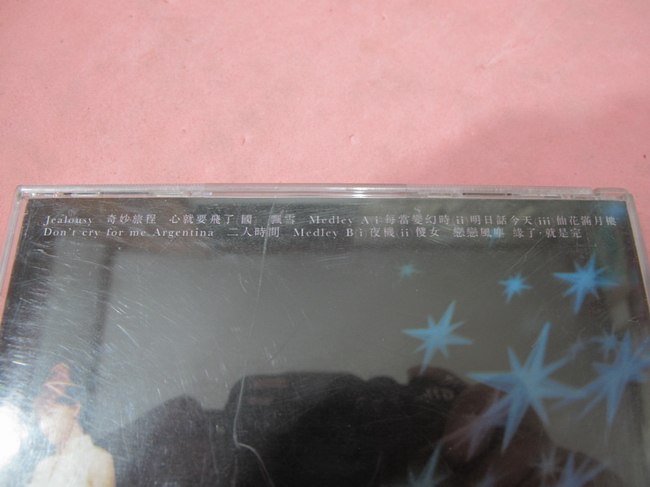 Jealousy 奇妙旅程 心就要飛了 國 飄雪 Medley A i 每當變幻時 ii 明日話今天 iii 仙花滿月樓
Don't cry for me Argentina 二人時間 Medley B i 夜機 ii 傻女 戀戀風塵 緣了，就是完